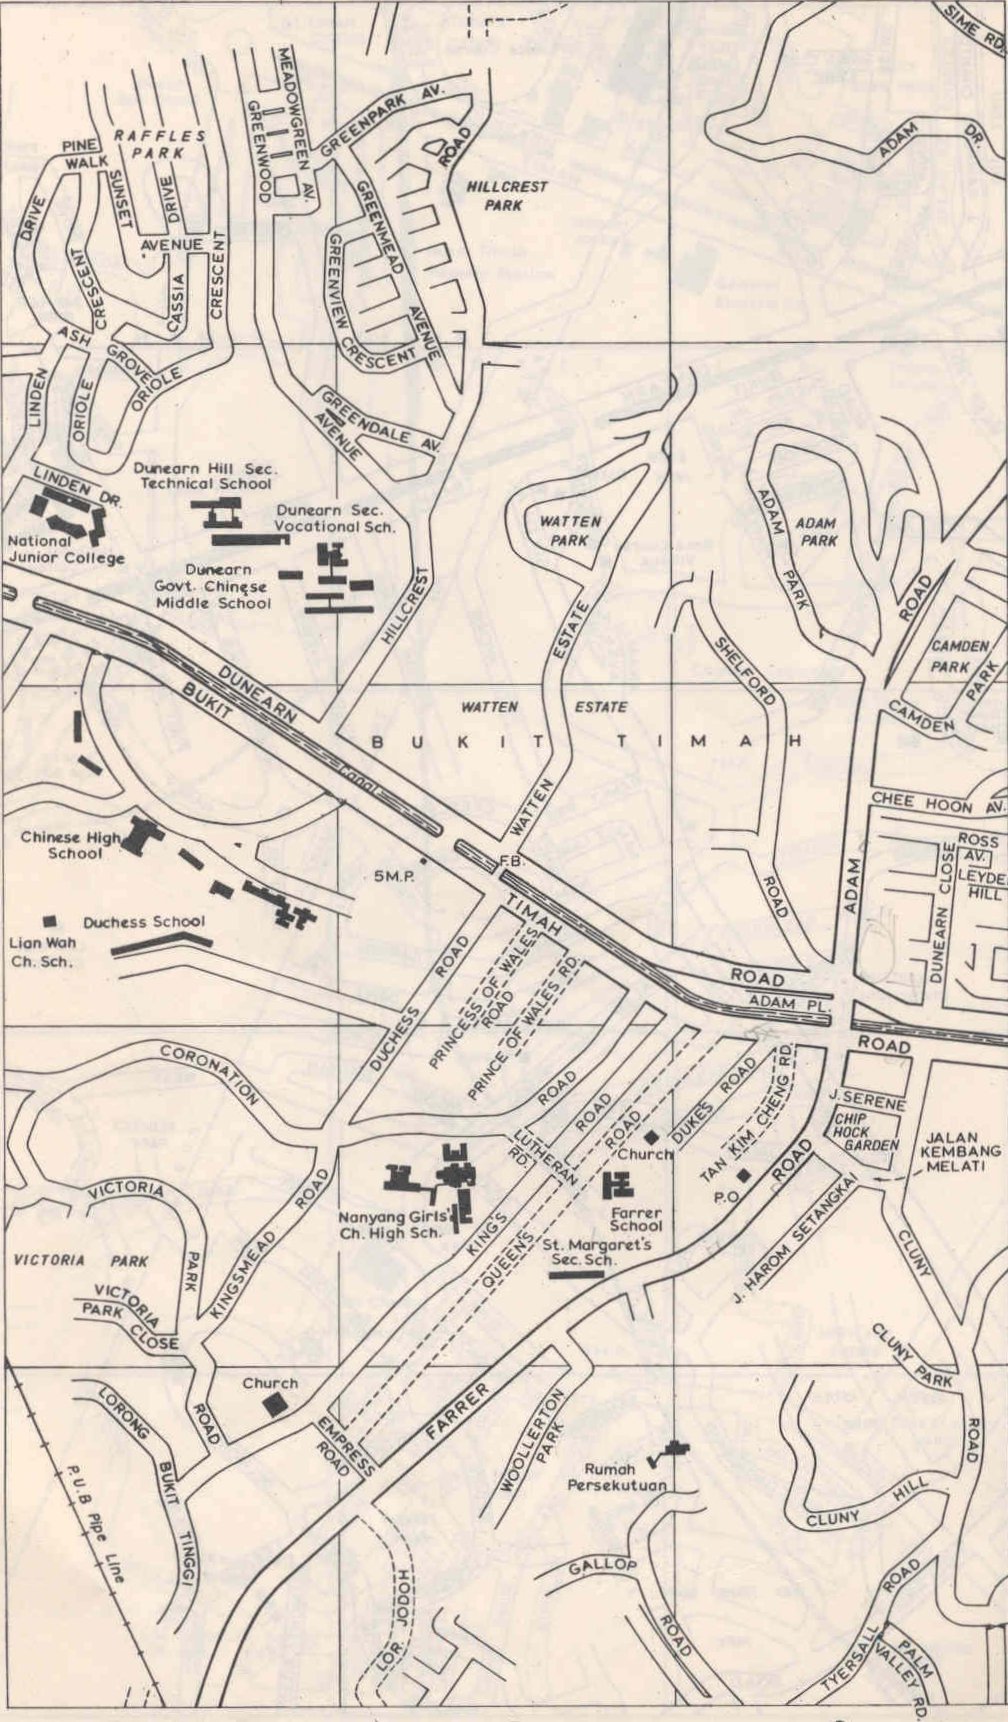 SIME RD.
ADAM DR.
MEADOWGREEN AV.
GREENWOOD
AVENUE
GREENPARK AV.
ROAD
HILLCREST
PARK
RAFFLES
PARK
PINE
WALK
SUNSET
DRIVE
DRIVE
AVENUE
CRESCENT
CASSIA
CRESCENT
GREENMEAD
AVENUE
GREENVIEW
CRESCENT
ASH
GROVE
ORIOLE
ORIOLE
LINDEN
GREENDALE AV.
LINDEN DR.
National
Junior College
Dunearn Hill Sec.
Technical School
Dunearn Sec.
Vocational Sch.
Dunearn
Govt. Chinese
Middle School
HILLCREST
WATTEN
PARK
ADAM
PARK
ADAM
PARK
ROAD
CAMDEN
PARK
CAMDEN
PARK
ESTATE
SHELFORD
WATTEN ESTATE
DUNEARN
BUKIT
BUKIT TIMAH
Canal
WATTEN
CHEE HOON AV.
ROSS
AV.
LEYDE
HILL
DUNEARN CLOSE
ADAM
ROAD
Chinese High
School
5M.P.
F.B.
TIMAH
Lian Wah
Ch. Sch.
Duchess School
DUCHESS
ROAD
PRINCESS OF WALES
ROAD
PRINCE OF WALES RD.
ROAD
ADAM PL.
ROAD
CORONATION
ROAD
LUTHERAN
RD.
ROAD
ROAD
Church
DUKES ROAD
TAN KIM CHENG RD.
P.O.
ROAD
J. SERENE
CHIP
HOCK
GARDEN
JALAN
KEMBANG
MELATI
J. HAROM SETANGKAI
VICTORIA
PARK
VICTORIA PARK
VICTORIA
PARK
CLOSE
KINGSMEAD
ROAD
ROAD
Nanyang Girls'
Ch. High Sch.
KINGS
QUEENS
Farrer
School
St. Margaret's
Sec. Sch.
CLUNY
CLUNY PARK
ROAD
Church
EMPRESS
ROAD
FARRER
WOOLLERTON
PARK
LORONG
BUKIT
TINGGI
P.U.B Pipe Line
Rumah
Persekutuan
CLUNY HILL
GALLOP
ROAD
LOR.
JODOH
TYERSALL
ROAD
PALM
VALLEY RD.